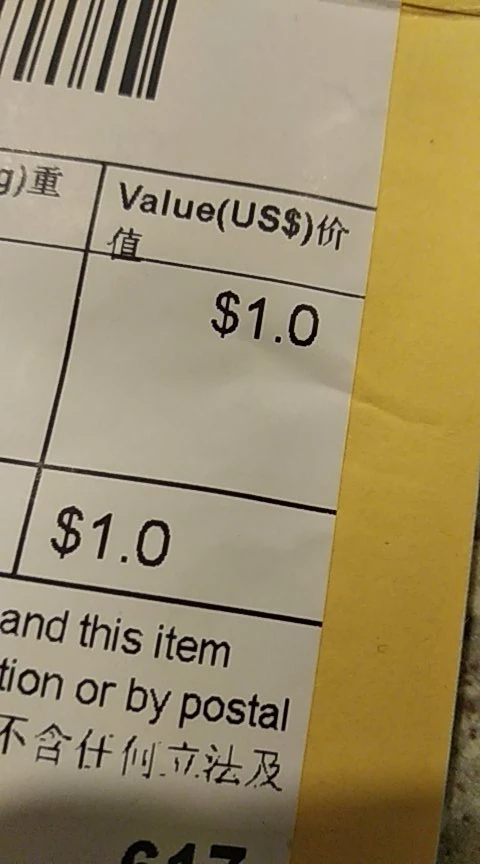 g)重
Value(US$)价
值
$1.0
$1.0
and this item
tion or by postal
不含任何立法及